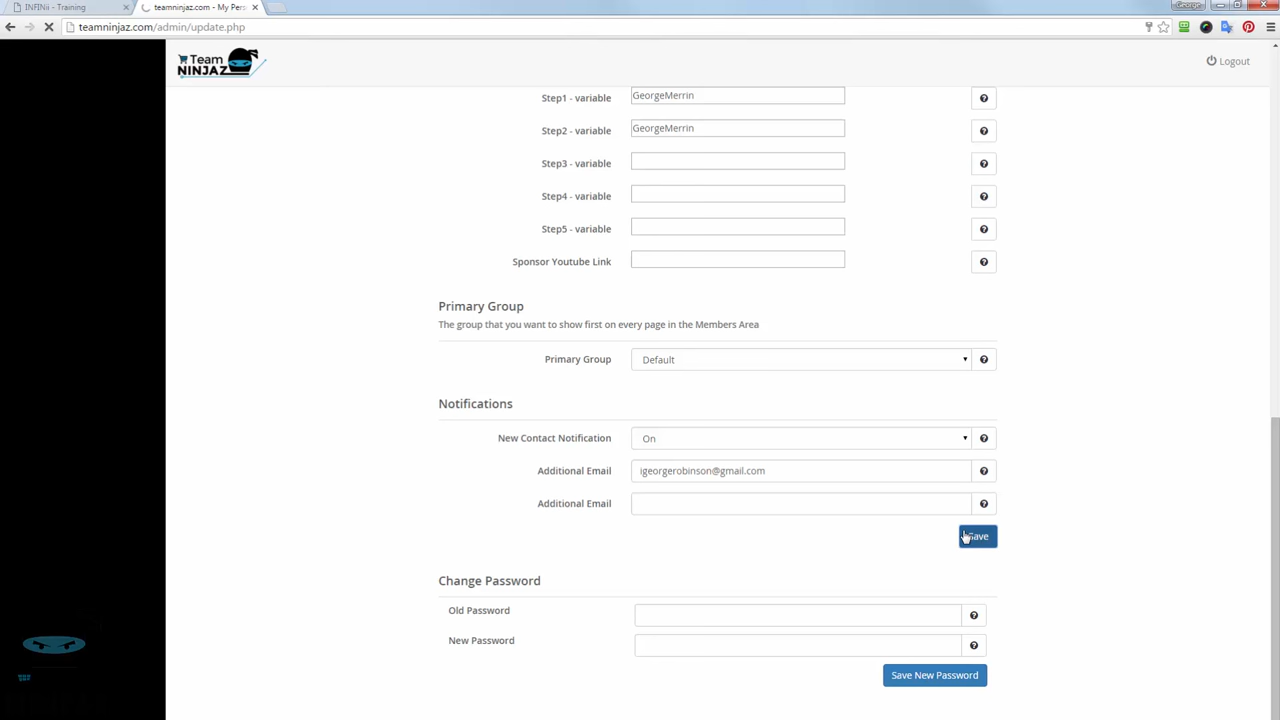 INFINii - Training
teamninjaz.com - My Pers
George
teamninjaz.com/admin/update.php
Team
NINJAZ
Logout
Step1 - variable GeorgeMerrin
Step2 - variable GeorgeMerrin
Step3 - variable
Step4 - variable
Step5 - variable
Sponsor Youtube Link
Primary Group
The group that you want to show first on every page in the Members Area
Primary Group Default
Notifications
New Contact Notification On
Additional Email igeorgerobinson@gmail.com
Additional Email
Save
Change Password
Old Password
New Password
Save New Password